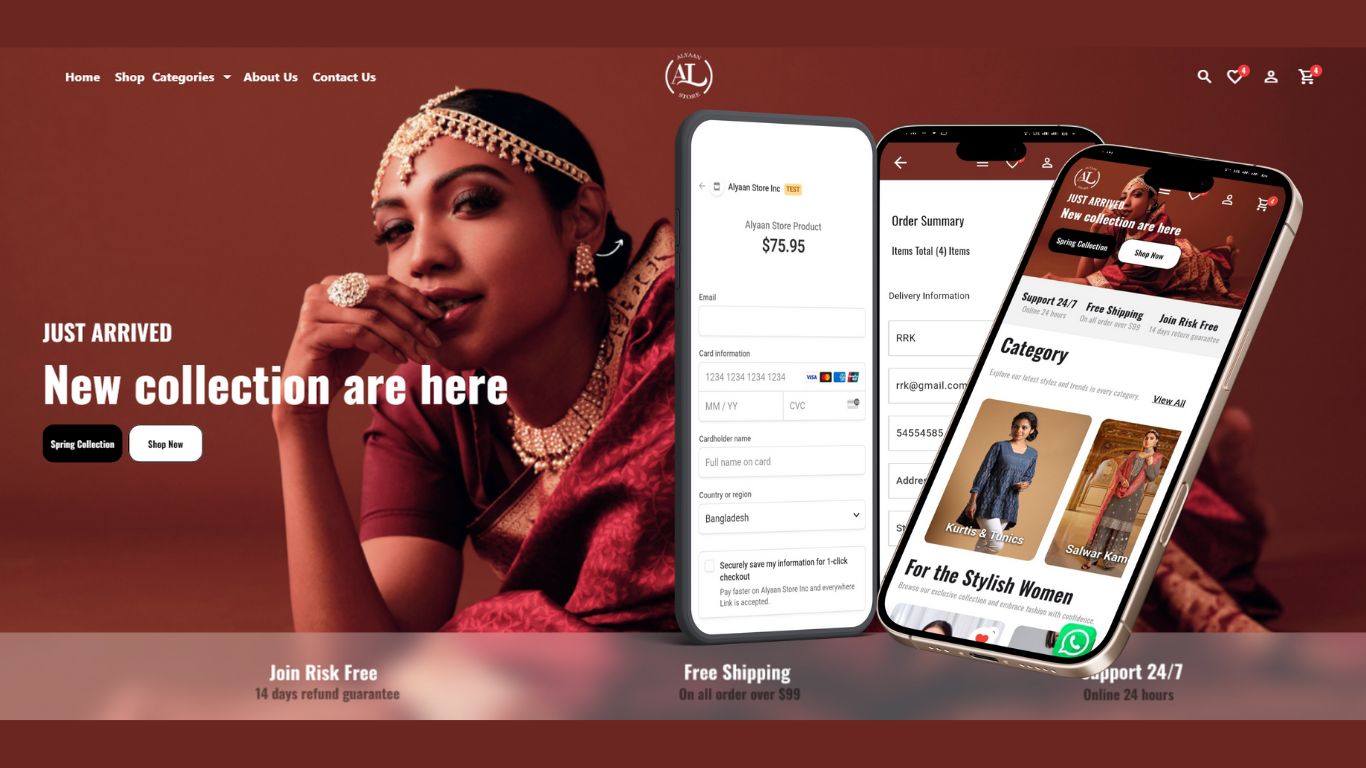 Home Shop Categories About Us Contact Us
ALYAAN
AL
STORE
4
4
JUST ARRIVED
New collection are here
Spring Collection
Shop Now
Join Risk Free
14 days refund guarantee
Free Shipping
On all order over $99
Support 24/7
Online 24 hours
Alyaan Store Inc TEST
Alyaan Store Product
$75.95
Email
Card information
1234 1234 1234 1234 VISA
MM / YY
CVC
Cardholder name
Full name on card
Country or region
Bangladesh
Securely save my information for 1-click
checkout
Pay faster on Alyaan Store Inc and everywhere
Link is accepted.
Order Summary
Items Total (4) Items
Delivery Information
RRK
rrk@gmail.com
54554585
Addre
St
AL
JUST ARRIVED
New collection are here
Spring Collection
Shop Now
Support 24/7
Online 24 hours
Free Shipping
On all order over $99
Join Risk Free
14 days return guarantee
Category
Explore our latest styles and trends in every category.
View All
Kurtis & Tunics
Salwar Kam
For the Stylish Women
Browse our exclusive collection and embrace fashion with confidence.